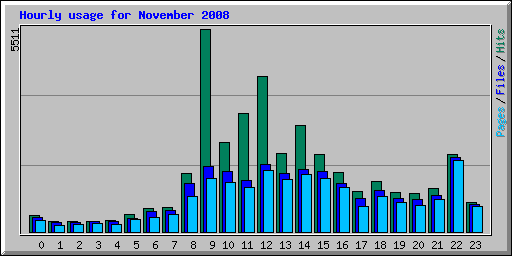 Hourly usage for November 2008
5511
Pages / Files / Hits
0 1 2 3 4 5 6 7 8 9 10 11 12 13 14 15 16 17 18 19 20 21 22 23